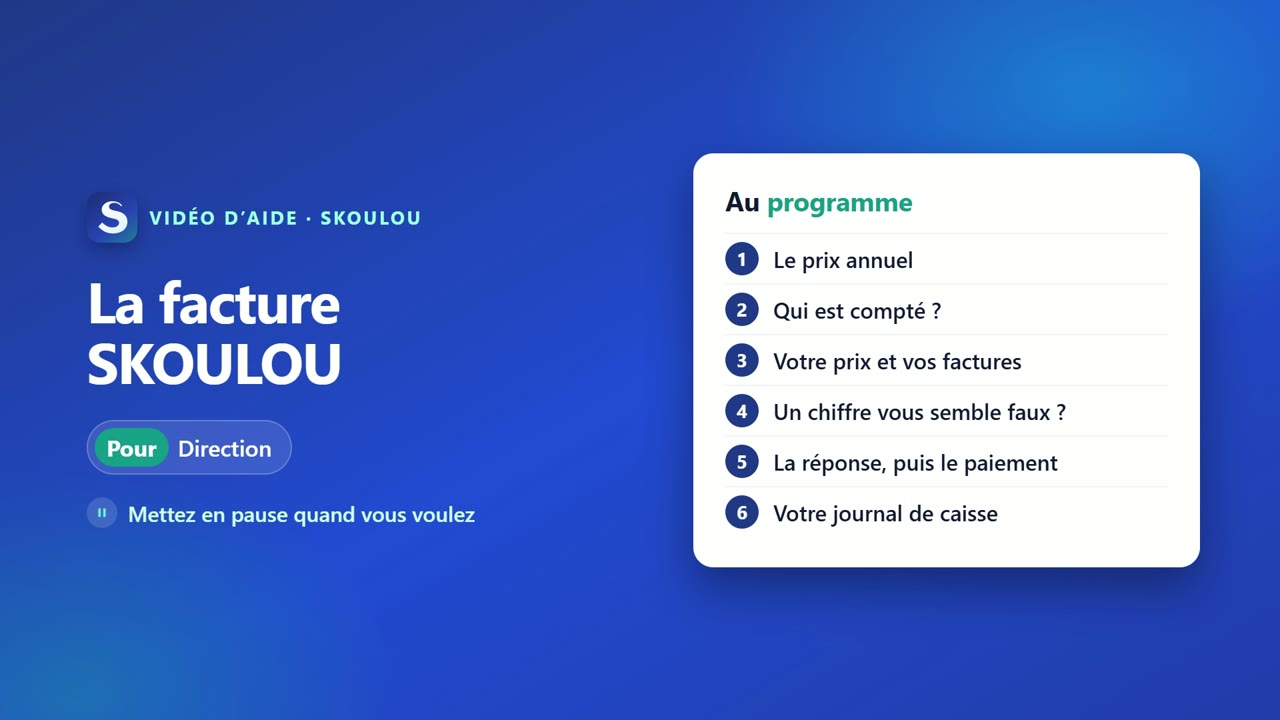 S
VIDÉO D’AIDE · SKOULOU
La facture
SKOULOU
Pour Direction
Mettez en pause quand vous voulez
Au programme
1 Le prix annuel
2 Qui est compté ?
3 Votre prix et vos factures
4 Un chiffre vous semble faux ?
5 La réponse, puis le paiement
6 Votre journal de caisse